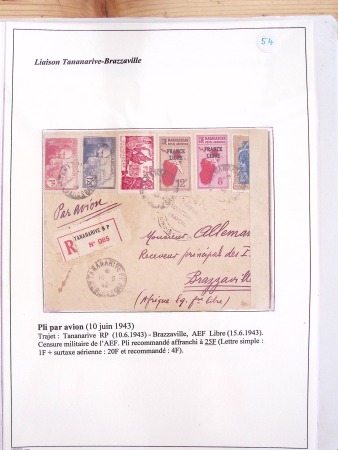 54
Liaison Tananarive-Brazzaville
MADAGASCAR
FRANCE LIBRE
MADAGASCAR
FRANCE LIBRE
Par avion
R
TANANARIVE R P
N° 065
TANANARIVE
Monsieur Allemar
Receveur principal des
Brazzaville
(Afrique Eq. fse libre)
Pli par avion (10 juin 1943)
Trajet : Tananarive RP (10.6.1943) - Brazzaville, AEF Libre (15.6.1943).
Censure militaire de l'AEF. Pli recommandé affranchi à 25F (Lettre simple :
1F + surtaxe aérienne : 20F et recommandé : 4F).